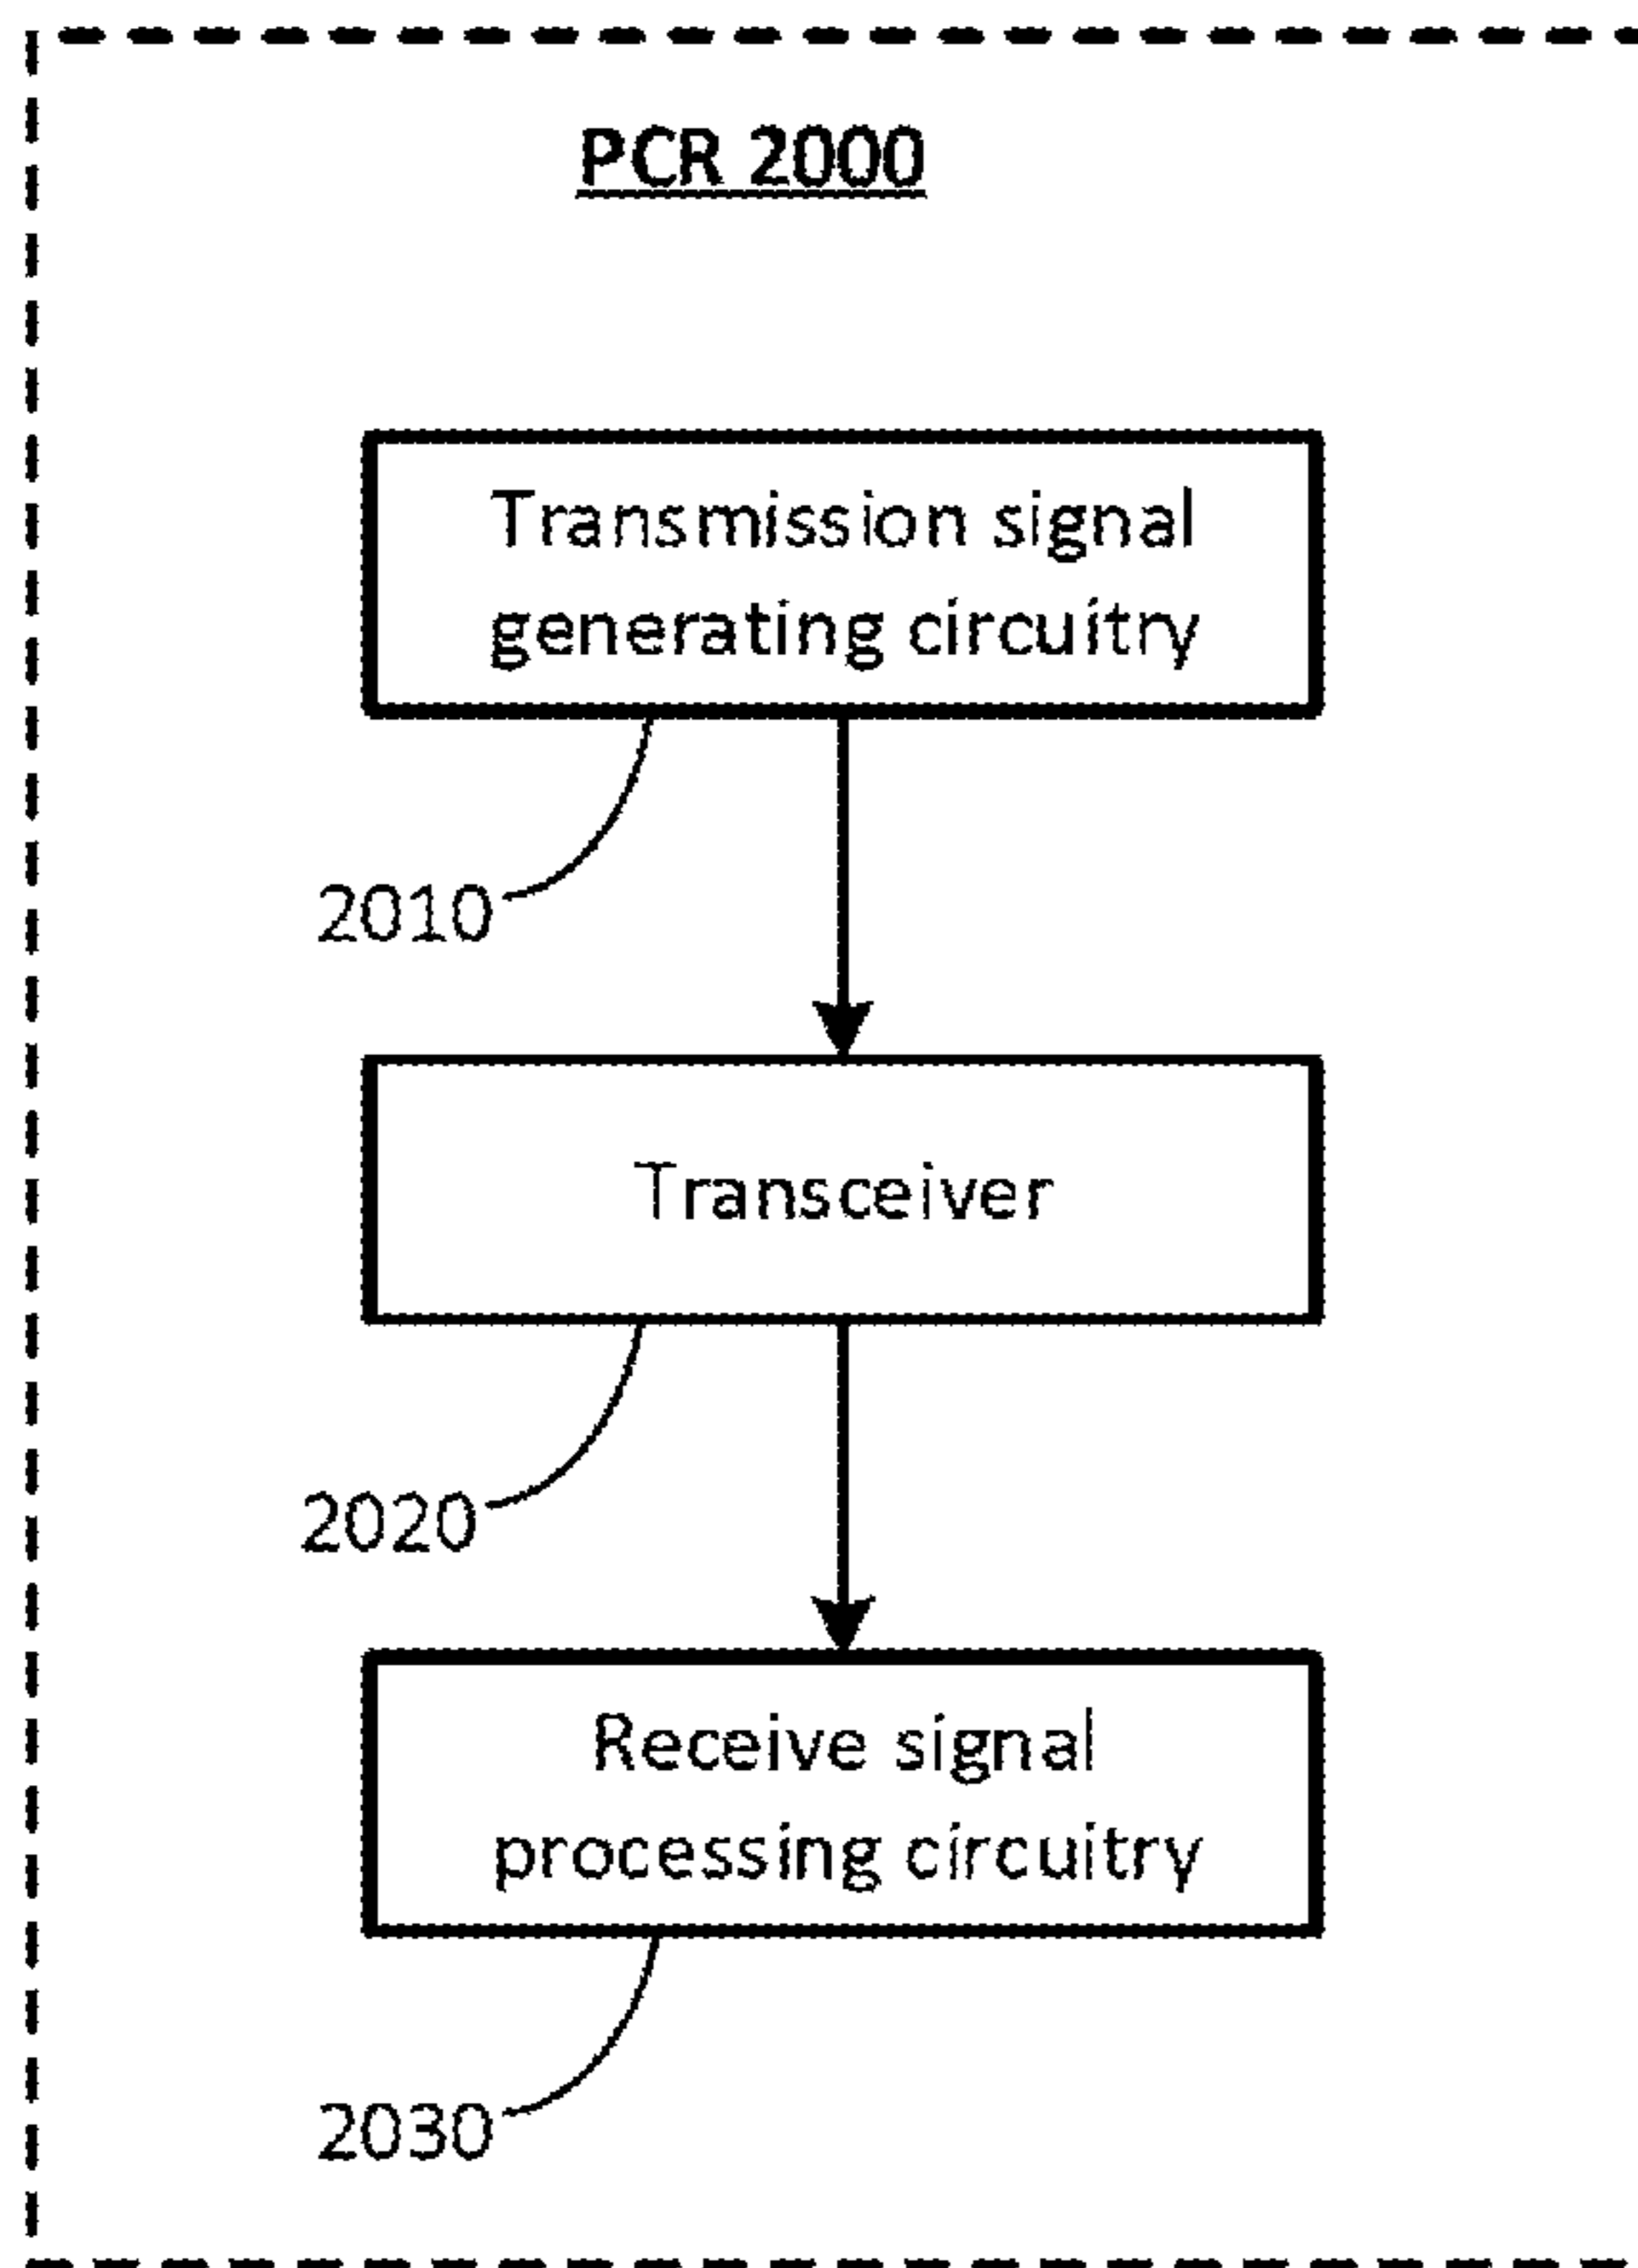 PCR 2000
Transmission signal
generating circuitry
2010
Transceiver
2020
Receive signal
processing circuitry
2030